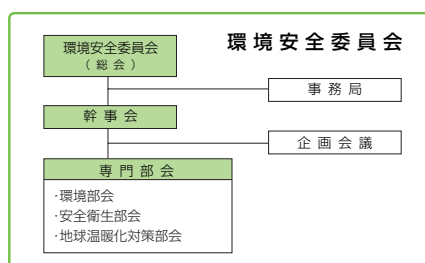 環境安全委員会
環境安全委員会
（総会）
事務局
幹事会
企画会議
専門部会
・環境部会
・安全衛生部会
・地球温暖化対策部会